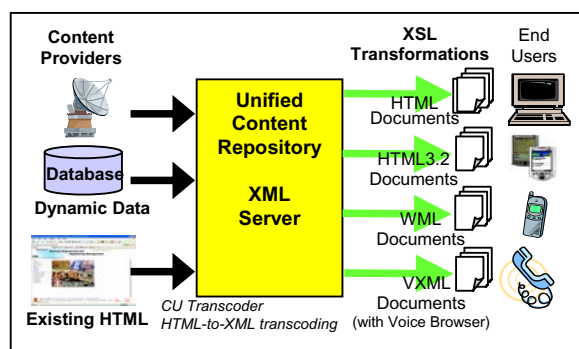 Content
Providers
Database
Dynamic Data
Existing HTML
Unified
Content
Repository
XML
Server
CU Transcoder
HTML-to-XML transcoding
XSL
Transformations
HTML
Documents
HTML3.2
Documents
WML
Documents
VXML
Documents
(with Voice Browser)
End
Users